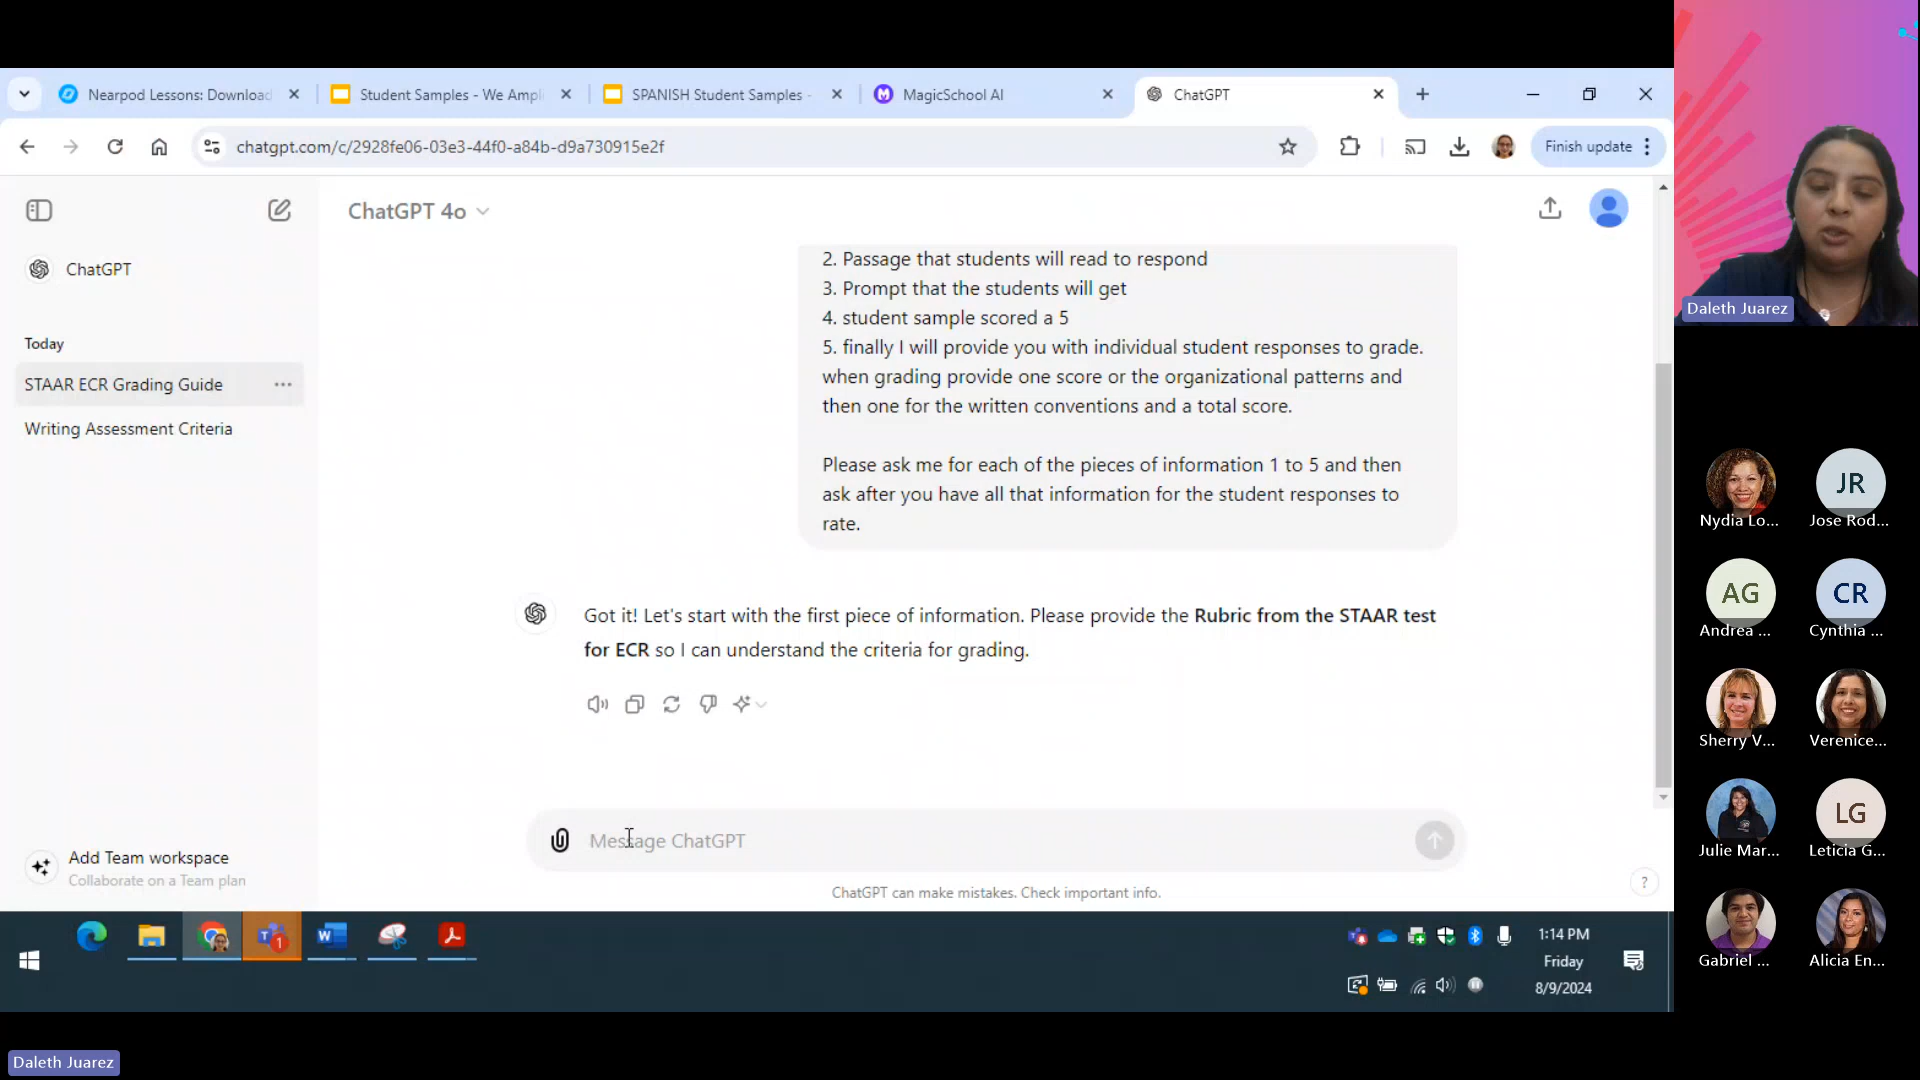 Nearpod Lessons: Download
Student Samples - We Ampl
SPANISH Student Samples -
MagicSchool AI
ChatGPT
chatgpt.com/c/2928fe06-03e3-44f0-a84b-d9a730915e2f
Finish update
ChatGPT 4o
ChatGPT
Today
STAAR ECR Grading Guide
Writing Assessment Criteria
Add Team workspace
Collaborate on a Team plan
2. Passage that students will read to respond
3. Prompt that the students will get
4. student sample scored a 5
5. finally I will provide you with individual student responses to grade.
when grading provide one score or the organizational patterns and
then one for the written conventions and a total score.
Please ask me for each of the pieces of information 1 to 5 and then
ask after you have all that information for the student responses to
rate.
Got it! Let's start with the first piece of information. Please provide the Rubric from the STAAR test
for ECR so I can understand the criteria for grading.
Message ChatGPT
ChatGPT can make mistakes. Check important info.
?
1
1:14 PM
Friday
8/9/2024
Daleth Juarez
Nydia Lo...
JR
Jose Rod...
AG
Andrea ...
CR
Cynthia ...
Sherry V...
Verenice...
Julie Mar...
LG
Leticia G...
Gabriel ...
Alicia En...
Daleth Juarez